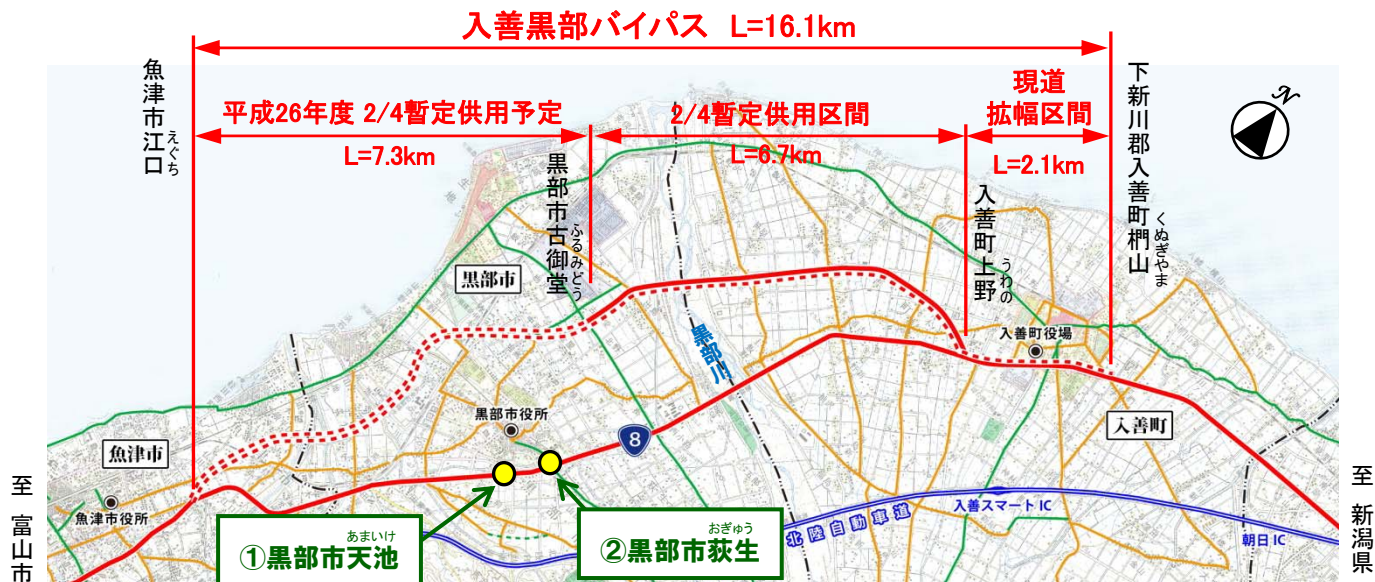 入善黒部バイパス L=16.1km
魚津市江口
えぐち
平成26年度 2/4暫定供用予定
L=7.3km
黒部市古御堂
ふるみどう
2/4暫定供用区間
L=6.7km
現道
拡幅区間
L=2.1km
入善町上野
うわの
下新川郡入善町椚山
くぬぎやま
N
黒部市
黒部川
入善町役場
黒部市役所
8
入善町
魚津市
魚津市役所
至 富山市
①黒部市天池
あまいけ
②黒部市荻生
おぎゅう
北陸自動車道
入善スマートIC
朝日IC
至 新潟県